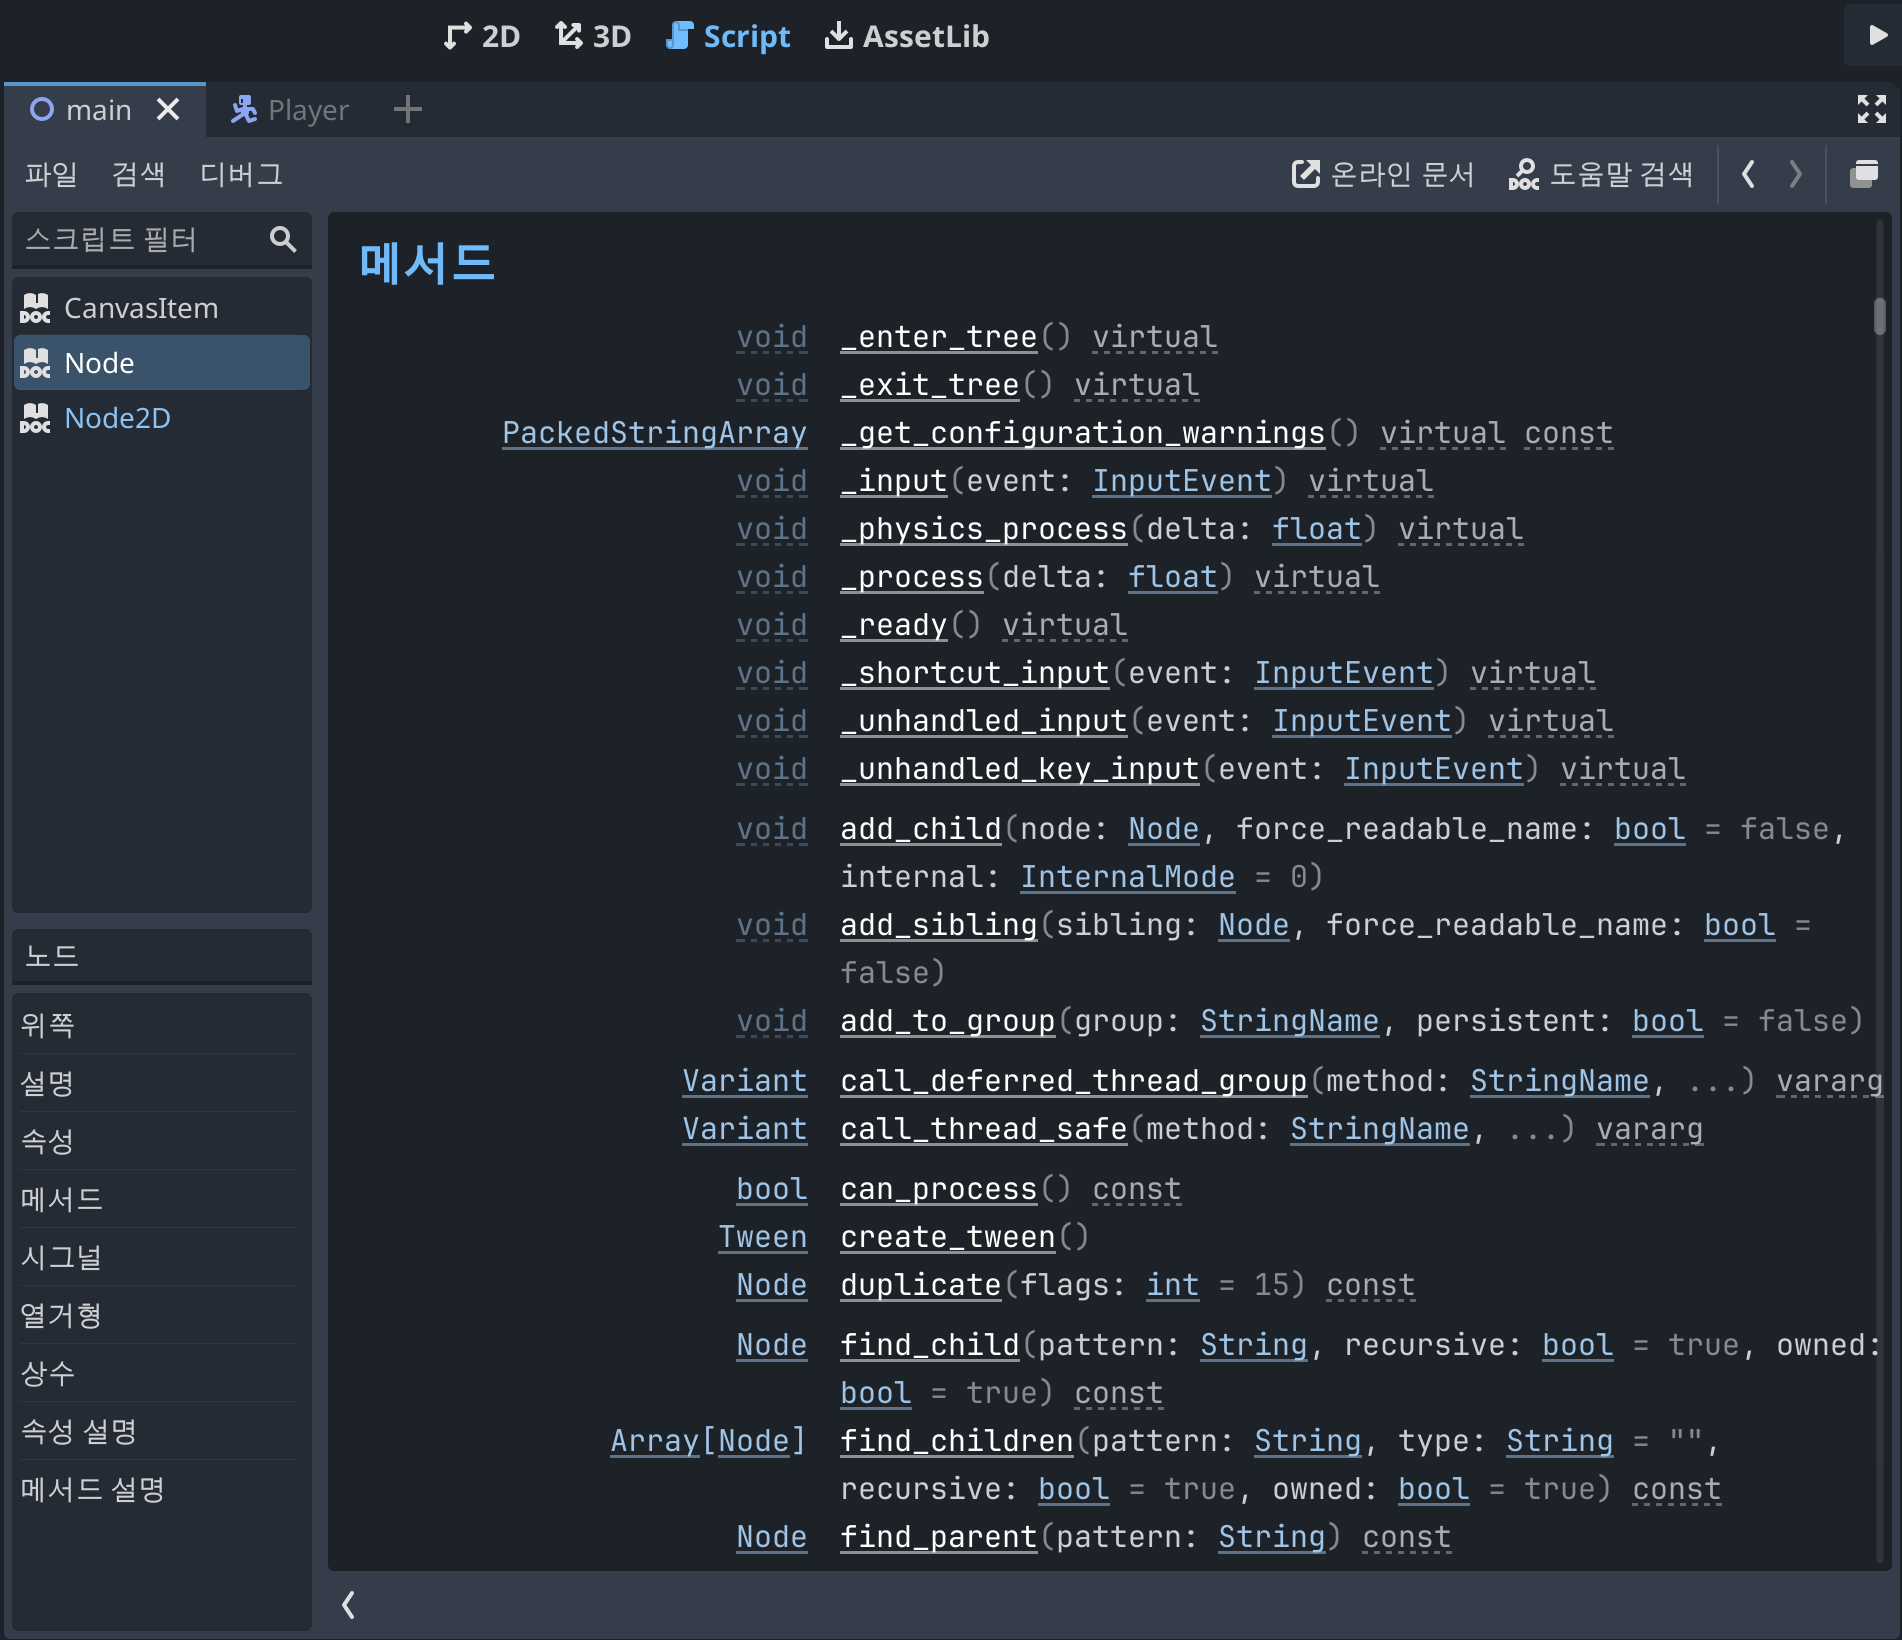 2D 3D Script AssetLib
main Player
파일 검색 디버그 온라인 문서 도움말 검색
스크립트 필터
CanvasItem
Node
Node2D
노드
위쪽
설명
속성
메서드
시그널
열거형
상수
속성 설명
메서드 설명
메서드
void _enter_tree() virtual
void _exit_tree() virtual
PackedStringArray _get_configuration_warnings() virtual const
void _input(event: InputEvent) virtual
void _physics_process(delta: float) virtual
void _process(delta: float) virtual
void _ready() virtual
void _shortcut_input(event: InputEvent) virtual
void _unhandled_input(event: InputEvent) virtual
void _unhandled_key_input(event: InputEvent) virtual
void add_child(node: Node, force_readable_name: bool = false,
internal: InternalMode = 0)
void add_sibling(sibling: Node, force_readable_name: bool =
false)
void add_to_group(group: StringName, persistent: bool = false)
Variant call_deferred_thread_group(method: StringName, ...) vararg
Variant call_thread_safe(method: StringName, ...) vararg
bool can_process() const
Tween create_tween()
Node duplicate(flags: int = 15) const
Node find_child(pattern: String, recursive: bool = true, owned:
bool = true) const
Array[Node] find_children(pattern: String, type: String = "",
recursive: bool = true, owned: bool = true) const
Node find_parent(pattern: String) const